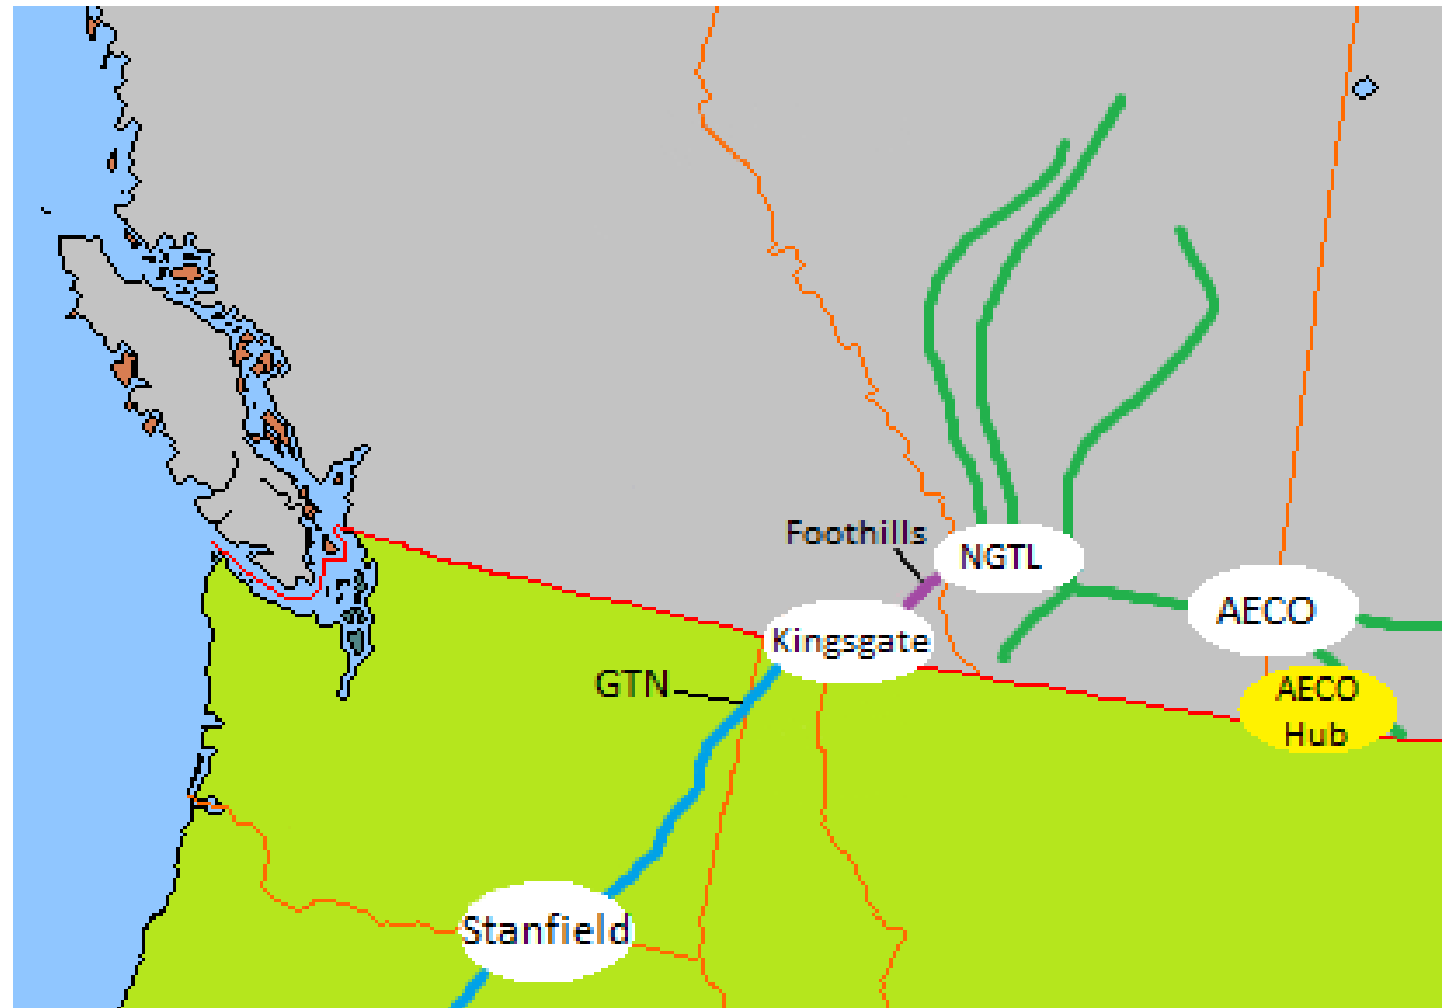 Foothills
NGTL
AECO
Kingsgate
GTN
AECO
Hub
Stanfield